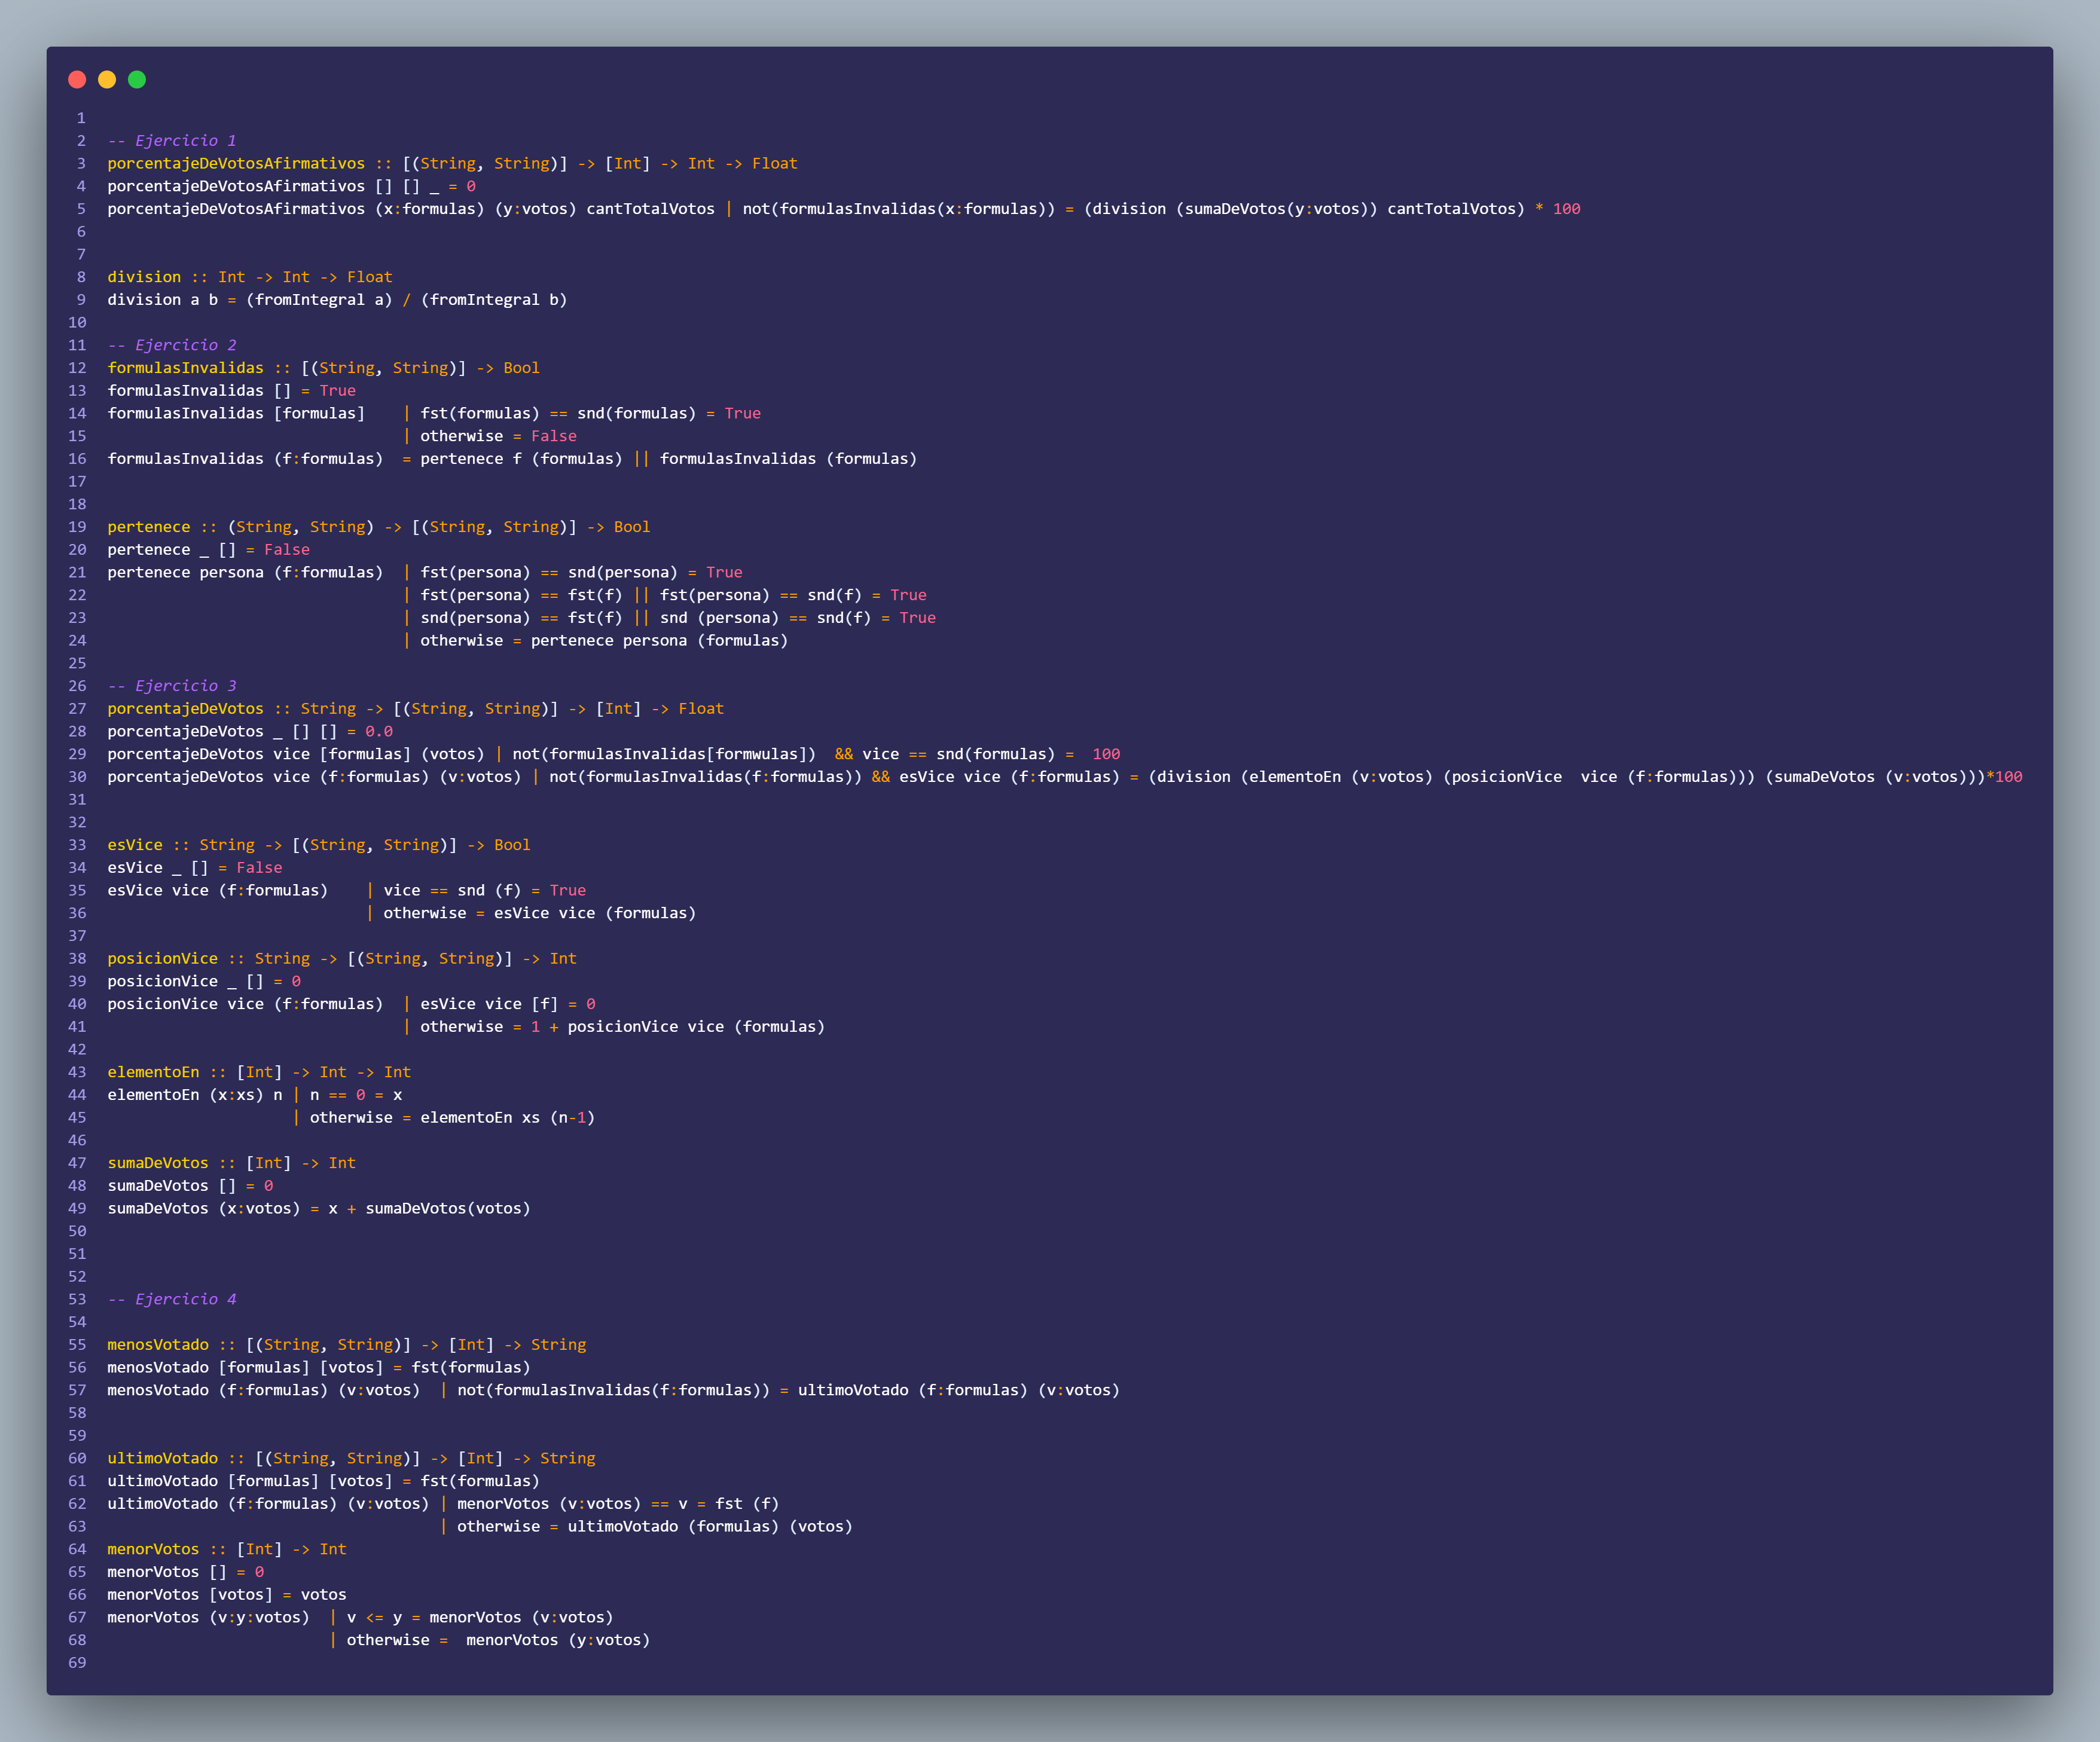 1
2 -- Ejercicio 1
3 porcentajeDeVotosAfirmativos :: [(String, String)] -> [Int] -> Int -> Float
4 porcentajeDeVotosAfirmativos [] [] _ = 0
5 porcentajeDeVotosAfirmativos (x:formulas) (y:votos) cantTotalVotos | not(formulasInvalidas(x:formulas)) = (division (sumaDeVotos(y:votos)) cantTotalVotos) * 100
6
7
8 division :: Int -> Int -> Float
9 division a b = (fromIntegral a) / (fromIntegral b)
10
11 -- Ejercicio 2
12 formulasInvalidas :: [(String, String)] -> Bool
13 formulasInvalidas [] = True
14 formulasInvalidas [formulas]    | fst(formulas) == snd(formulas) = True
15                                 | otherwise = False
16 formulasInvalidas (f:formulas)  = pertenece f (formulas) || formulasInvalidas (formulas)
17
18
19 pertenece :: (String, String) -> [(String, String)] -> Bool
20 pertenece _ [] = False
21 pertenece persona (f:formulas)  | fst(persona) == snd(persona) = True
22                                 | fst(persona) == fst(f) || fst(persona) == snd(f) = True
23                                 | snd(persona) == fst(f) || snd (persona) == snd(f) = True
24                                 | otherwise = pertenece persona (formulas)
25
26 -- Ejercicio 3
27 porcentajeDeVotos :: String -> [(String, String)] -> [Int] -> Float
28 porcentajeDeVotos _ [] [] = 0.0
29 porcentajeDeVotos vice [formulas] (votos) | not(formulasInvalidas[formwulas])  && vice == snd(formulas) =  100
30 porcentajeDeVotos vice (f:formulas) (v:votos) | not(formulasInvalidas(f:formulas)) && esVice vice (f:formulas) = (division (elementoEn (v:votos) (posicionVice  vice (f:formulas))) (sumaDeVotos (v:votos)))*100
31
32
33 esVice :: String -> [(String, String)] -> Bool
34 esVice _ [] = False
35 esVice vice (f:formulas)    | vice == snd (f) = True
36                             | otherwise = esVice vice (formulas)
37
38 posicionVice :: String -> [(String, String)] -> Int
39 posicionVice _ [] = 0
40 posicionVice vice (f:formulas)  | esVice vice [f] = 0
41                                 | otherwise = 1 + posicionVice vice (formulas)
42
43 elementoEn :: [Int] -> Int -> Int
44 elementoEn (x:xs) n | n == 0 = x
45                     | otherwise = elementoEn xs (n-1)
46
47 sumaDeVotos :: [Int] -> Int
48 sumaDeVotos [] = 0
49 sumaDeVotos (x:votos) = x + sumaDeVotos(votos)
50
51
52
53 -- Ejercicio 4
54
55 menosVotado :: [(String, String)] -> [Int] -> String
56 menosVotado [formulas] [votos] = fst(formulas)
57 menosVotado (f:formulas) (v:votos)  | not(formulasInvalidas(f:formulas)) = ultimoVotado (f:formulas) (v:votos)
58
59
60 ultimoVotado :: [(String, String)] -> [Int] -> String
61 ultimoVotado [formulas] [votos] = fst(formulas)
62 ultimoVotado (f:formulas) (v:votos) | menorVotos (v:votos) == v = fst (f)
63                                     | otherwise = ultimoVotado (formulas) (votos)
64 menorVotos :: [Int] -> Int
65 menorVotos [] = 0
66 menorVotos [votos] = votos
67 menorVotos (v:y:votos)  | v <= y = menorVotos (v:votos)
68                         | otherwise =  menorVotos (y:votos)
69